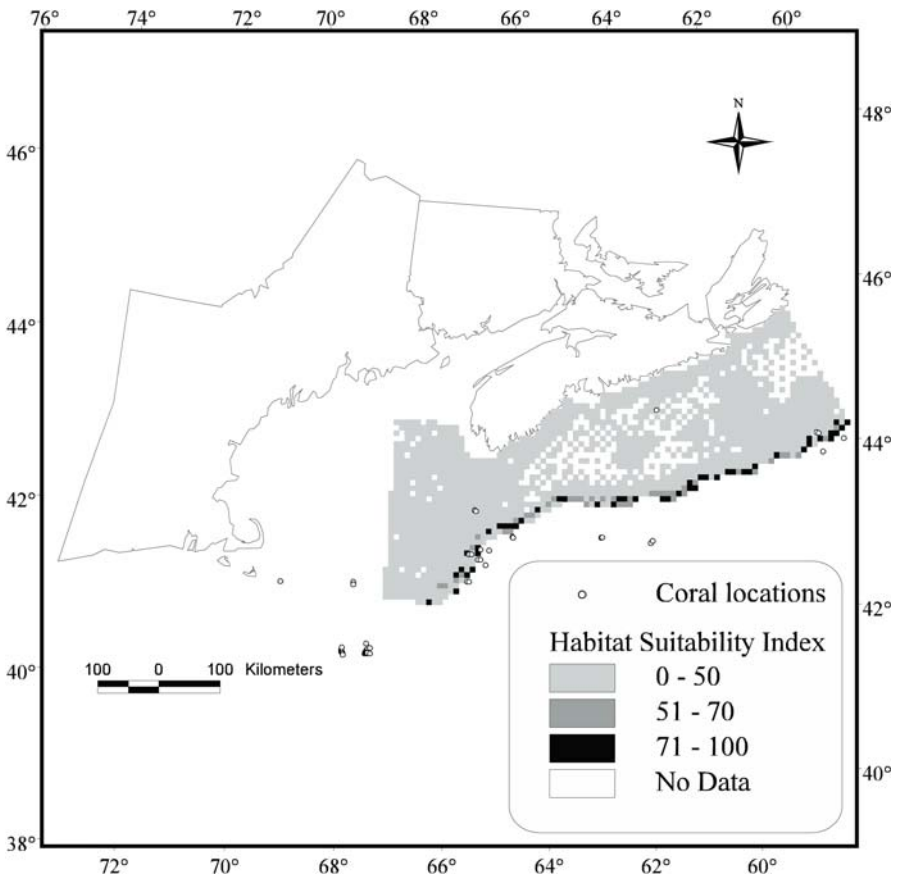 76° 74° 72° 70° 68° 66° 64° 62° 60°
N
48°
46°
46°
44°
44°
42°
Coral locations
42°
Habitat Suitability Index
100 0 100 Kilometers
40°
0 - 50
51 - 70
71 - 100
40°
No Data
38°
72° 70° 68° 66° 64° 62° 60°